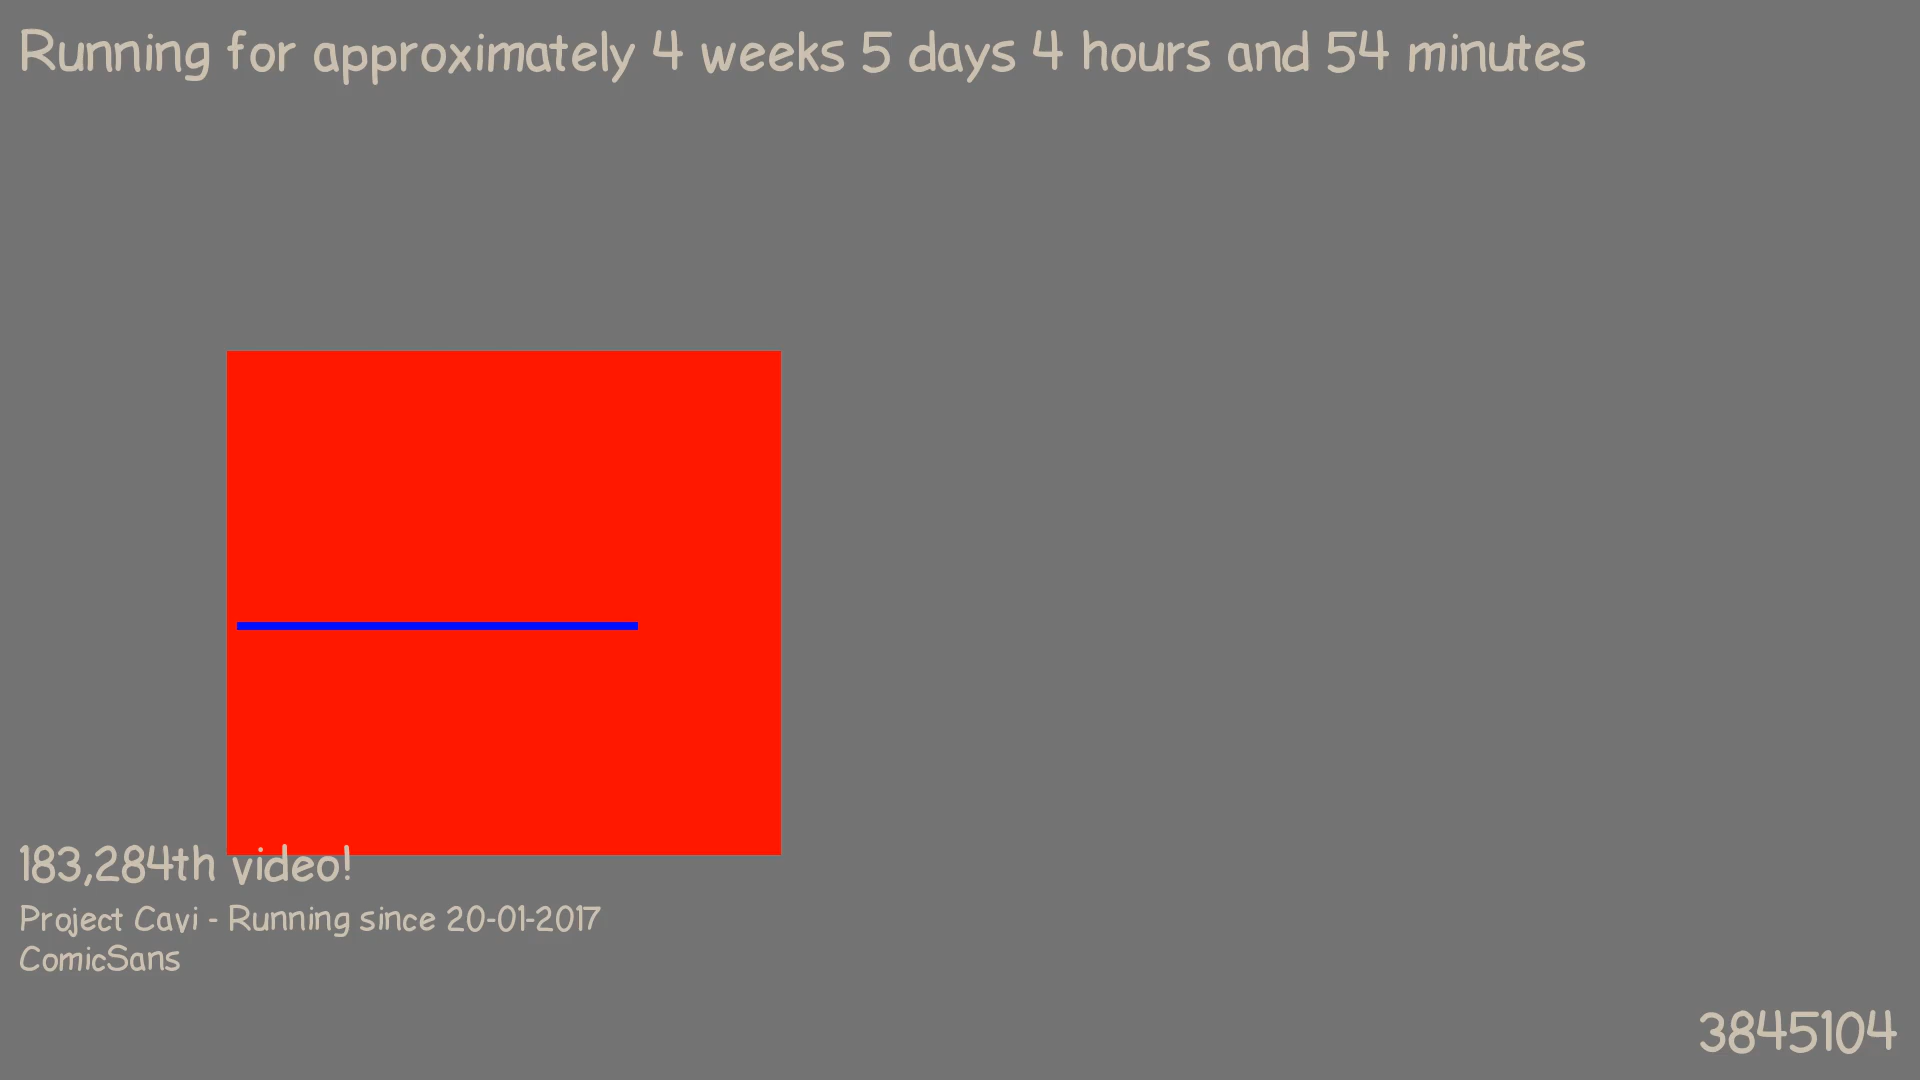 Running for approximately 4 weeks 5 days 4 hours and 54 minutes
183,284th video!
Project Cavi - Running since 20-01-2017
ComicSans
3845104